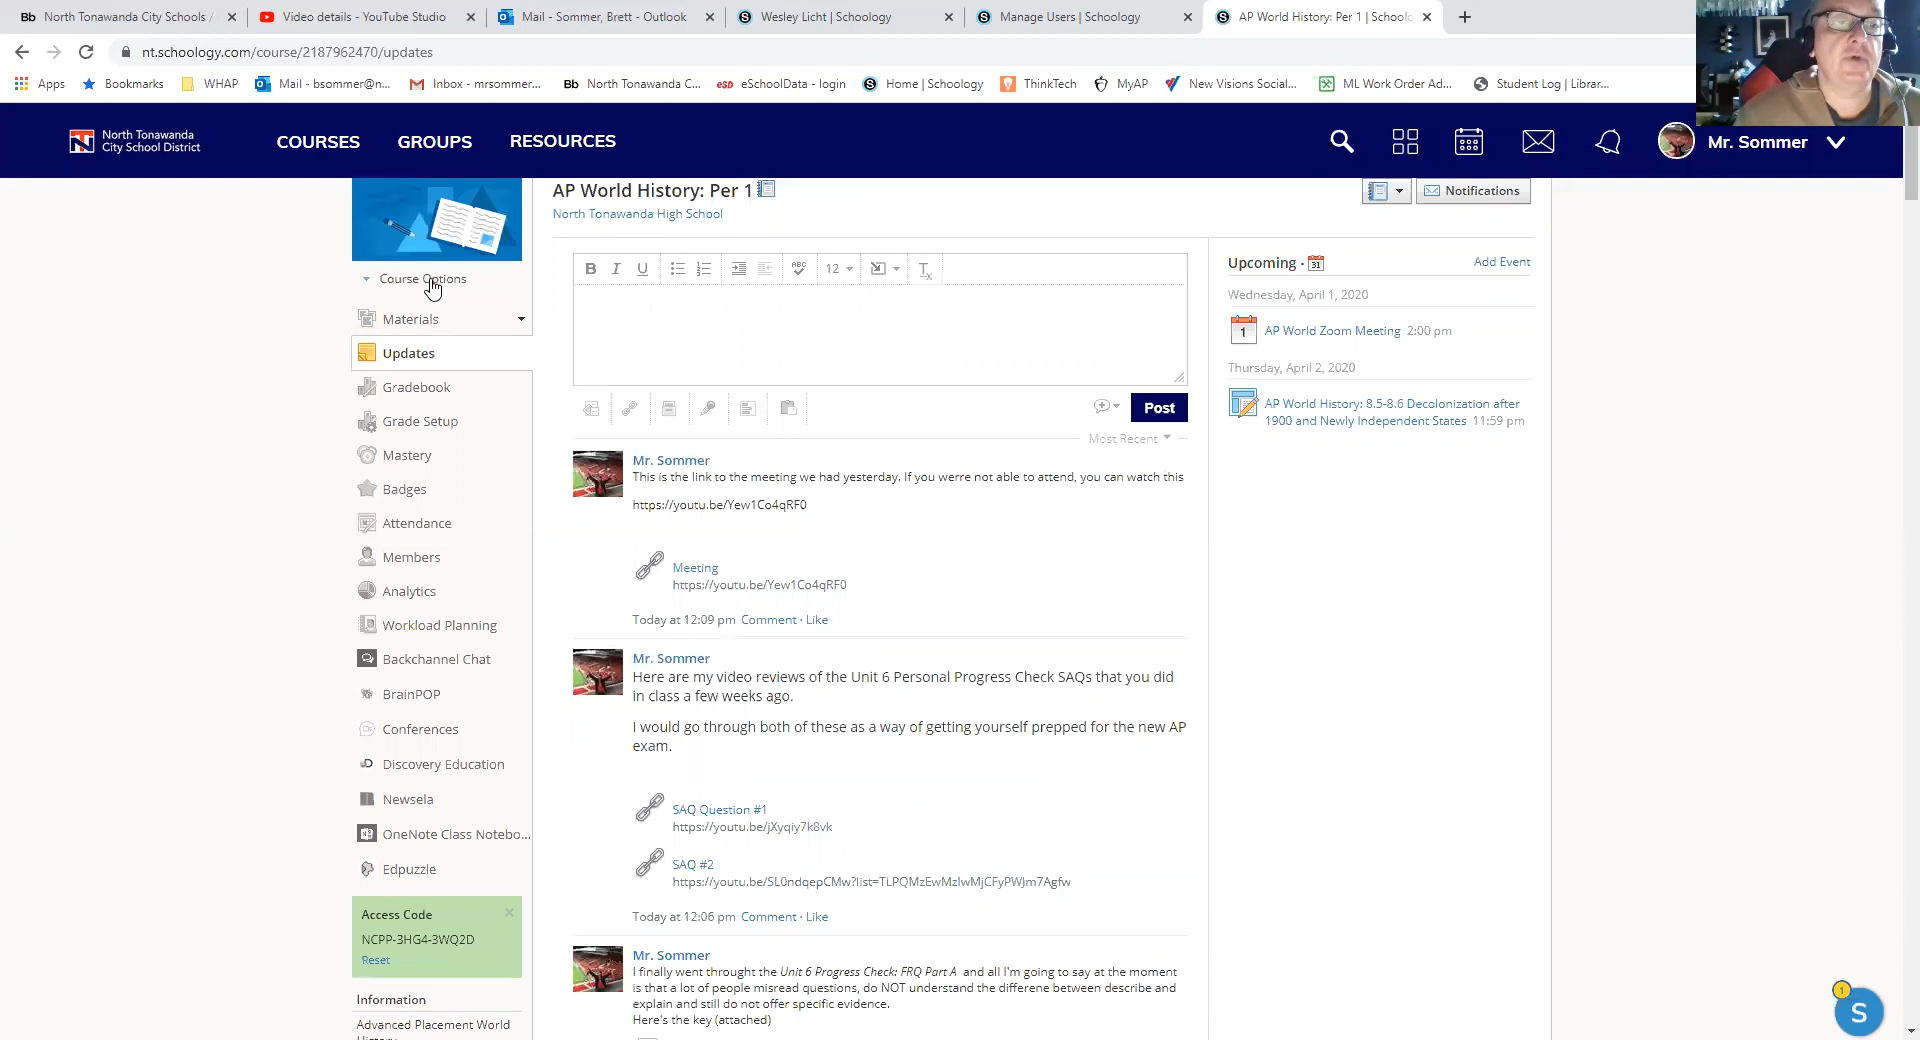 Bb North Tonawanda City Schools /
Video details - YouTube Studio
Mail - Sommer, Brett - Outlook
Wesley Licht | Schoology
Manage Users | Schoology
AP World History: Per 1 | Schoolo
nt.schoology.com/course/2187962470/updates
Apps
Bookmarks
WHAP
Mail - bsommer@n...
Inbox - mrsommer...
Bb North Tonawanda C...
esd eSchoolData - login
Home | Schoology
ThinkTech
MyAP
New Visions Social...
ML Work Order Ad...
Student Log | Librar...
North Tonawanda
City School District
COURSES
GROUPS
RESOURCES
Mr. Sommer
AP World History: Per 1
North Tonawanda High School
Notifications
Course Options
Materials
Updates
Gradebook
Grade Setup
Mastery
Badges
Attendance
Members
Analytics
Workload Planning
Backchannel Chat
BrainPOP
Conferences
Discovery Education
Newsela
OneNote Class Notebo...
Edpuzzle
Access Code
NCPP-3HG4-3WQ2D
Reset
Information
Advanced Placement World
History
B I U ABC 12 Tx
Post
Most Recent
Mr. Sommer
This is the link to the meeting we had yesterday. If you werre not able to attend, you can watch this
https://youtu.be/Yew1Co4qRF0
Meeting
https://youtu.be/Yew1Co4qRF0
Today at 12:09 pm Comment · Like
Mr. Sommer
Here are my video reviews of the Unit 6 Personal Progress Check SAQs that you did
in class a few weeks ago.
I would go through both of these as a way of getting yourself prepped for the new AP
exam.
SAQ Question #1
https://youtu.be/jXyqiy7k8vk
SAQ #2
https://youtu.be/SL0ndqepCMw?list=TLPQMzEwMzIwMjCFyPWJm7Agfw
Today at 12:06 pm Comment · Like
Mr. Sommer
I finally went throught the Unit 6 Progress Check: FRQ Part A and all I'm going to say at the moment
is that a lot of people misread questions, do NOT understand the differene between describe and
explain and still do not offer specific evidence.
Here's the key (attached)
Upcoming · 31
Add Event
Wednesday, April 1, 2020
1
AP World Zoom Meeting 2:00 pm
Thursday, April 2, 2020
AP World History: 8.5-8.6 Decolonization after
1900 and Newly Independent States 11:59 pm
1
S